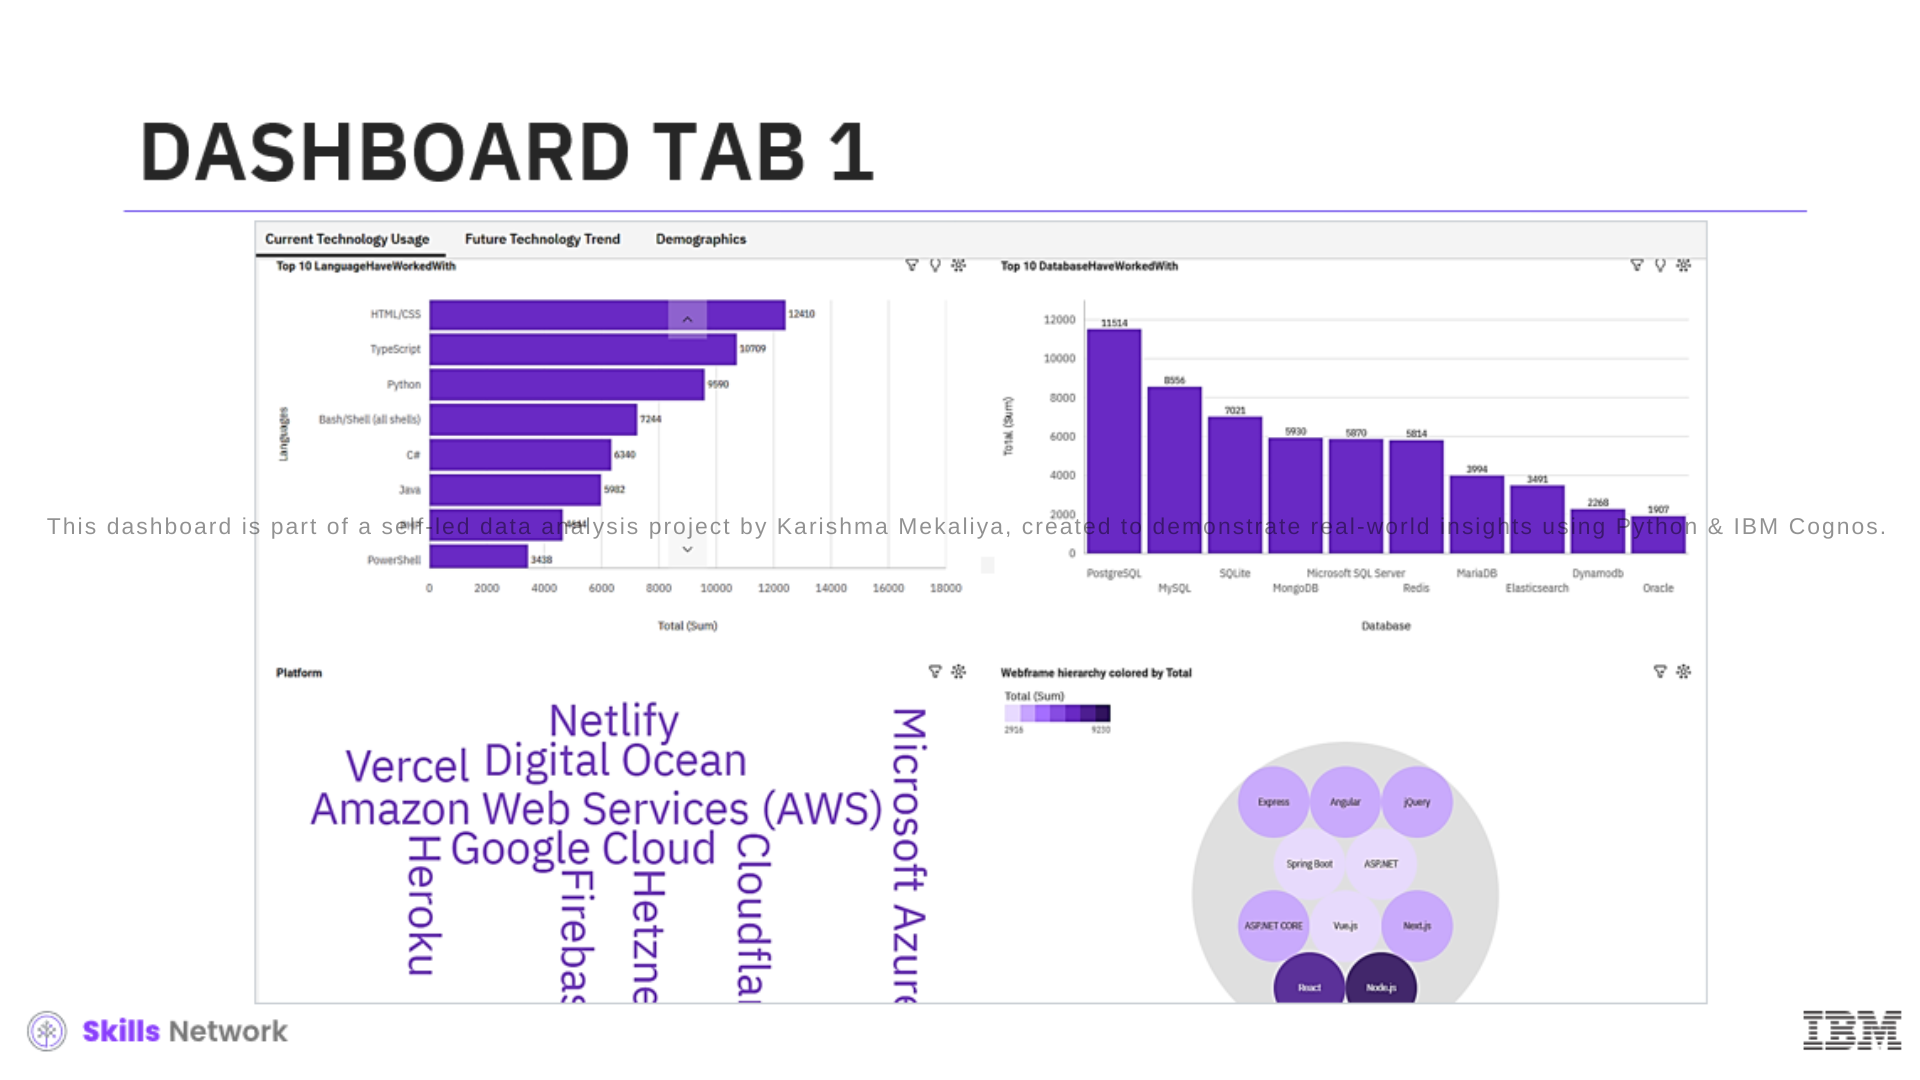 DASHBOARD TAB 1
Current Technology Usage
Future Technology Trend
Demographics
Top 10 LanguageHaveWorkedWith
HTML/CSS
12410
TypeScript
10709
Python
9590
Bash/Shell (all shells)
7244
C#
6340
Java
5982
PowerShell
3438
Languages
0 2000 4000 6000 8000 10000 12000 14000 16000 18000
Total (Sum)
Top 10 DatabaseHaveWorkedWith
Total (Sum)
12000
10000
8000
6000
4000
2000
0
11514
8556
7021
5930
5870
5814
3994
3491
2268
1907
PostgreSQL
MySQL
SQLite
MongoDB
Microsoft SQL Server
Redis
MariaDB
Elasticsearch
Dynamodb
Oracle
Database
This dashboard is part of a self-led data analysis project by Karishma Mekaliya, created to demonstrate real-world insights using Python & IBM Cognos.
Platform
Netlify
Vercel
Digital Ocean
Amazon Web Services (AWS)
Google Cloud
Heroku
Firebas
Hetzne
Cloudflar
Microsoft Azure
Webframe hierarchy colored by Total
Total (Sum)
2916 9230
Express
Angular
jQuery
Spring Boot
ASP.NET
ASP.NET CORE
Vue.js
Next.js
React
Node.js
Skills Network
IBM